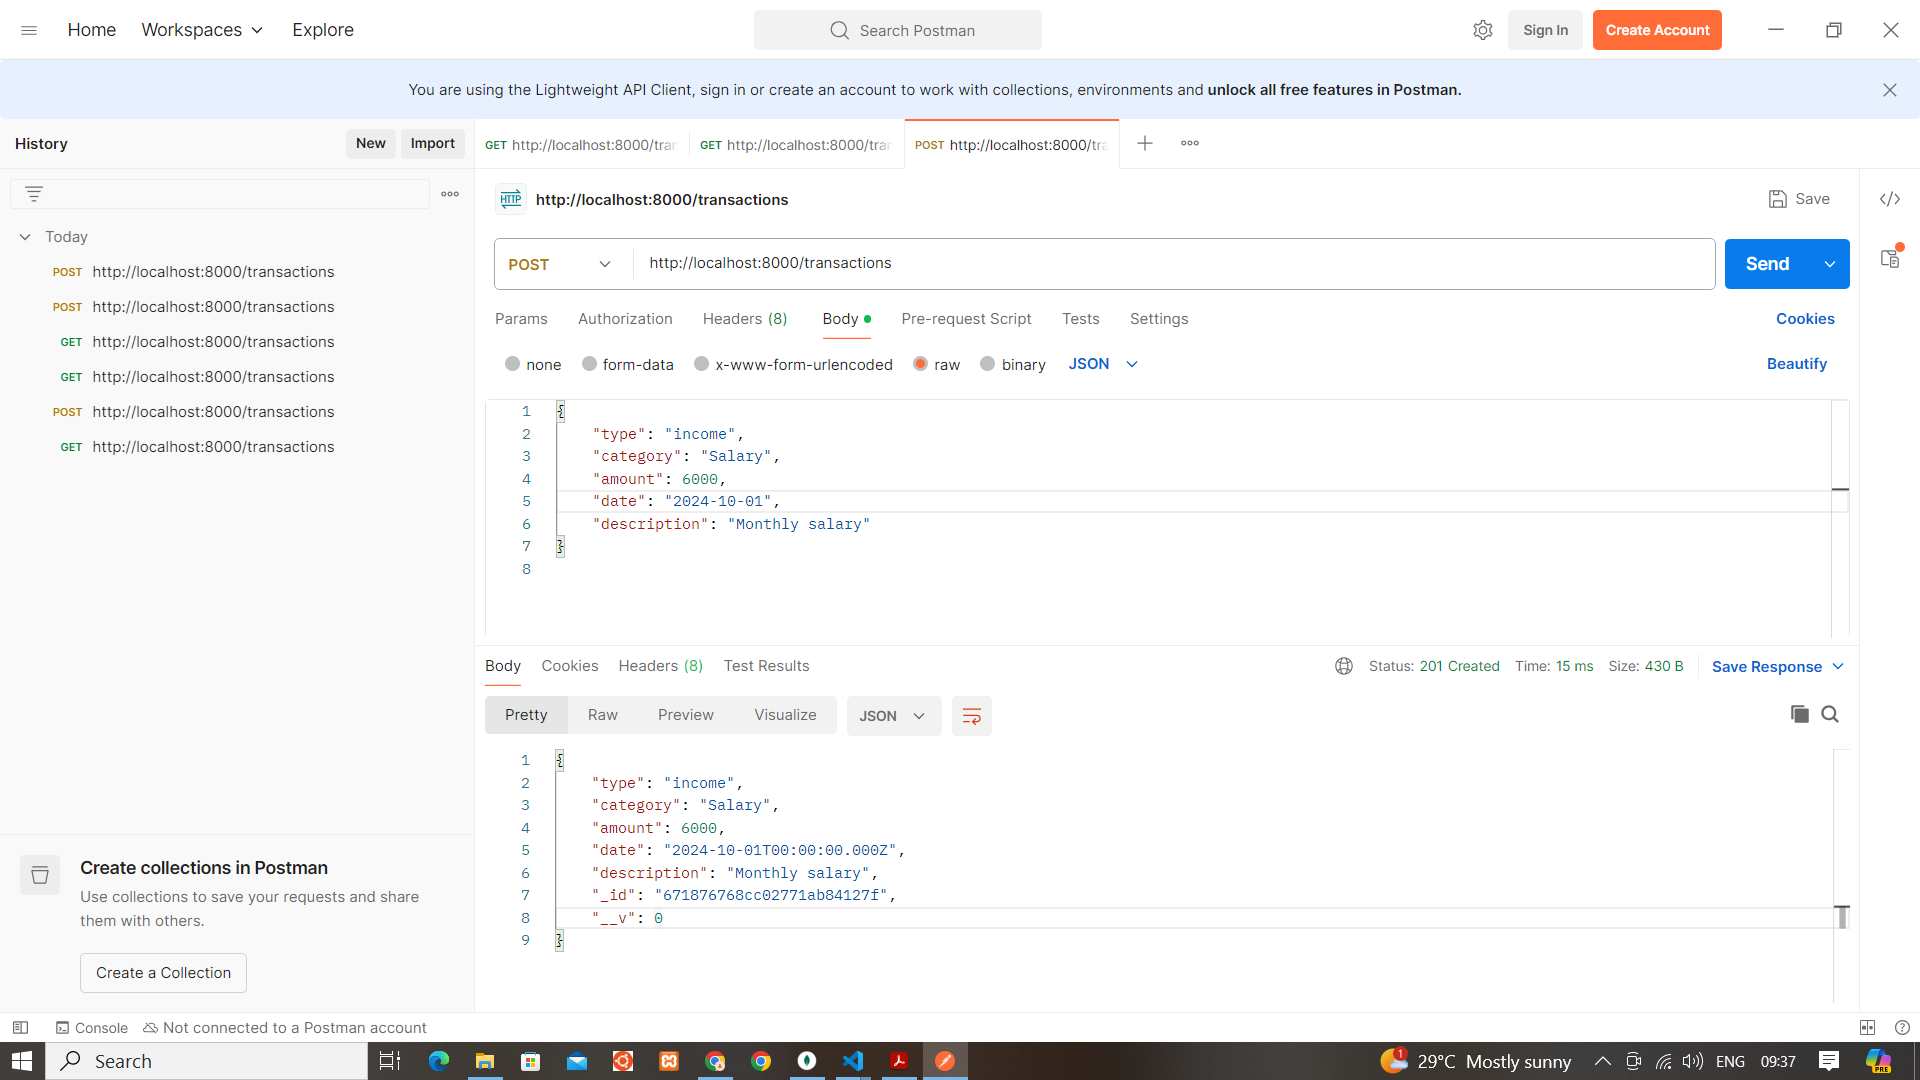 Home Workspaces Explore Search Postman Sign In Create Account
You are using the Lightweight API Client, sign in or create an account to work with collections, environments and unlock all free features in Postman.
History New Import
GET http://localhost:8000/tran GET http://localhost:8000/tran POST http://localhost:8000/tra
HTTP http://localhost:8000/transactions Save
Today
POST http://localhost:8000/transactions
POST http://localhost:8000/transactions
GET http://localhost:8000/transactions
GET http://localhost:8000/transactions
POST http://localhost:8000/transactions
GET http://localhost:8000/transactions
POST http://localhost:8000/transactions Send
Params Authorization Headers (8) Body Pre-request Script Tests Settings Cookies
none form-data x-www-form-urlencoded raw binary JSON Beautify
1 {
2 "type": "income",
3 "category": "Salary",
4 "amount": 6000,
5 "date": "2024-10-01",
6 "description": "Monthly salary"
7 }
8
Body Cookies Headers (8) Test Results Status: 201 Created Time: 15 ms Size: 430 B Save Response
Pretty Raw Preview Visualize JSON
1 {
2 "type": "income",
3 "category": "Salary",
4 "amount": 6000,
5 "date": "2024-10-01T00:00:00.000Z",
6 "description": "Monthly salary",
7 "_id": "671876768cc02771ab84127f",
8 "__v": 0
9 }
Create collections in Postman
Use collections to save your requests and share
them with others.
Create a Collection
Console Not connected to a Postman account
Search 1 29°C Mostly sunny ENG 09:37 PRE